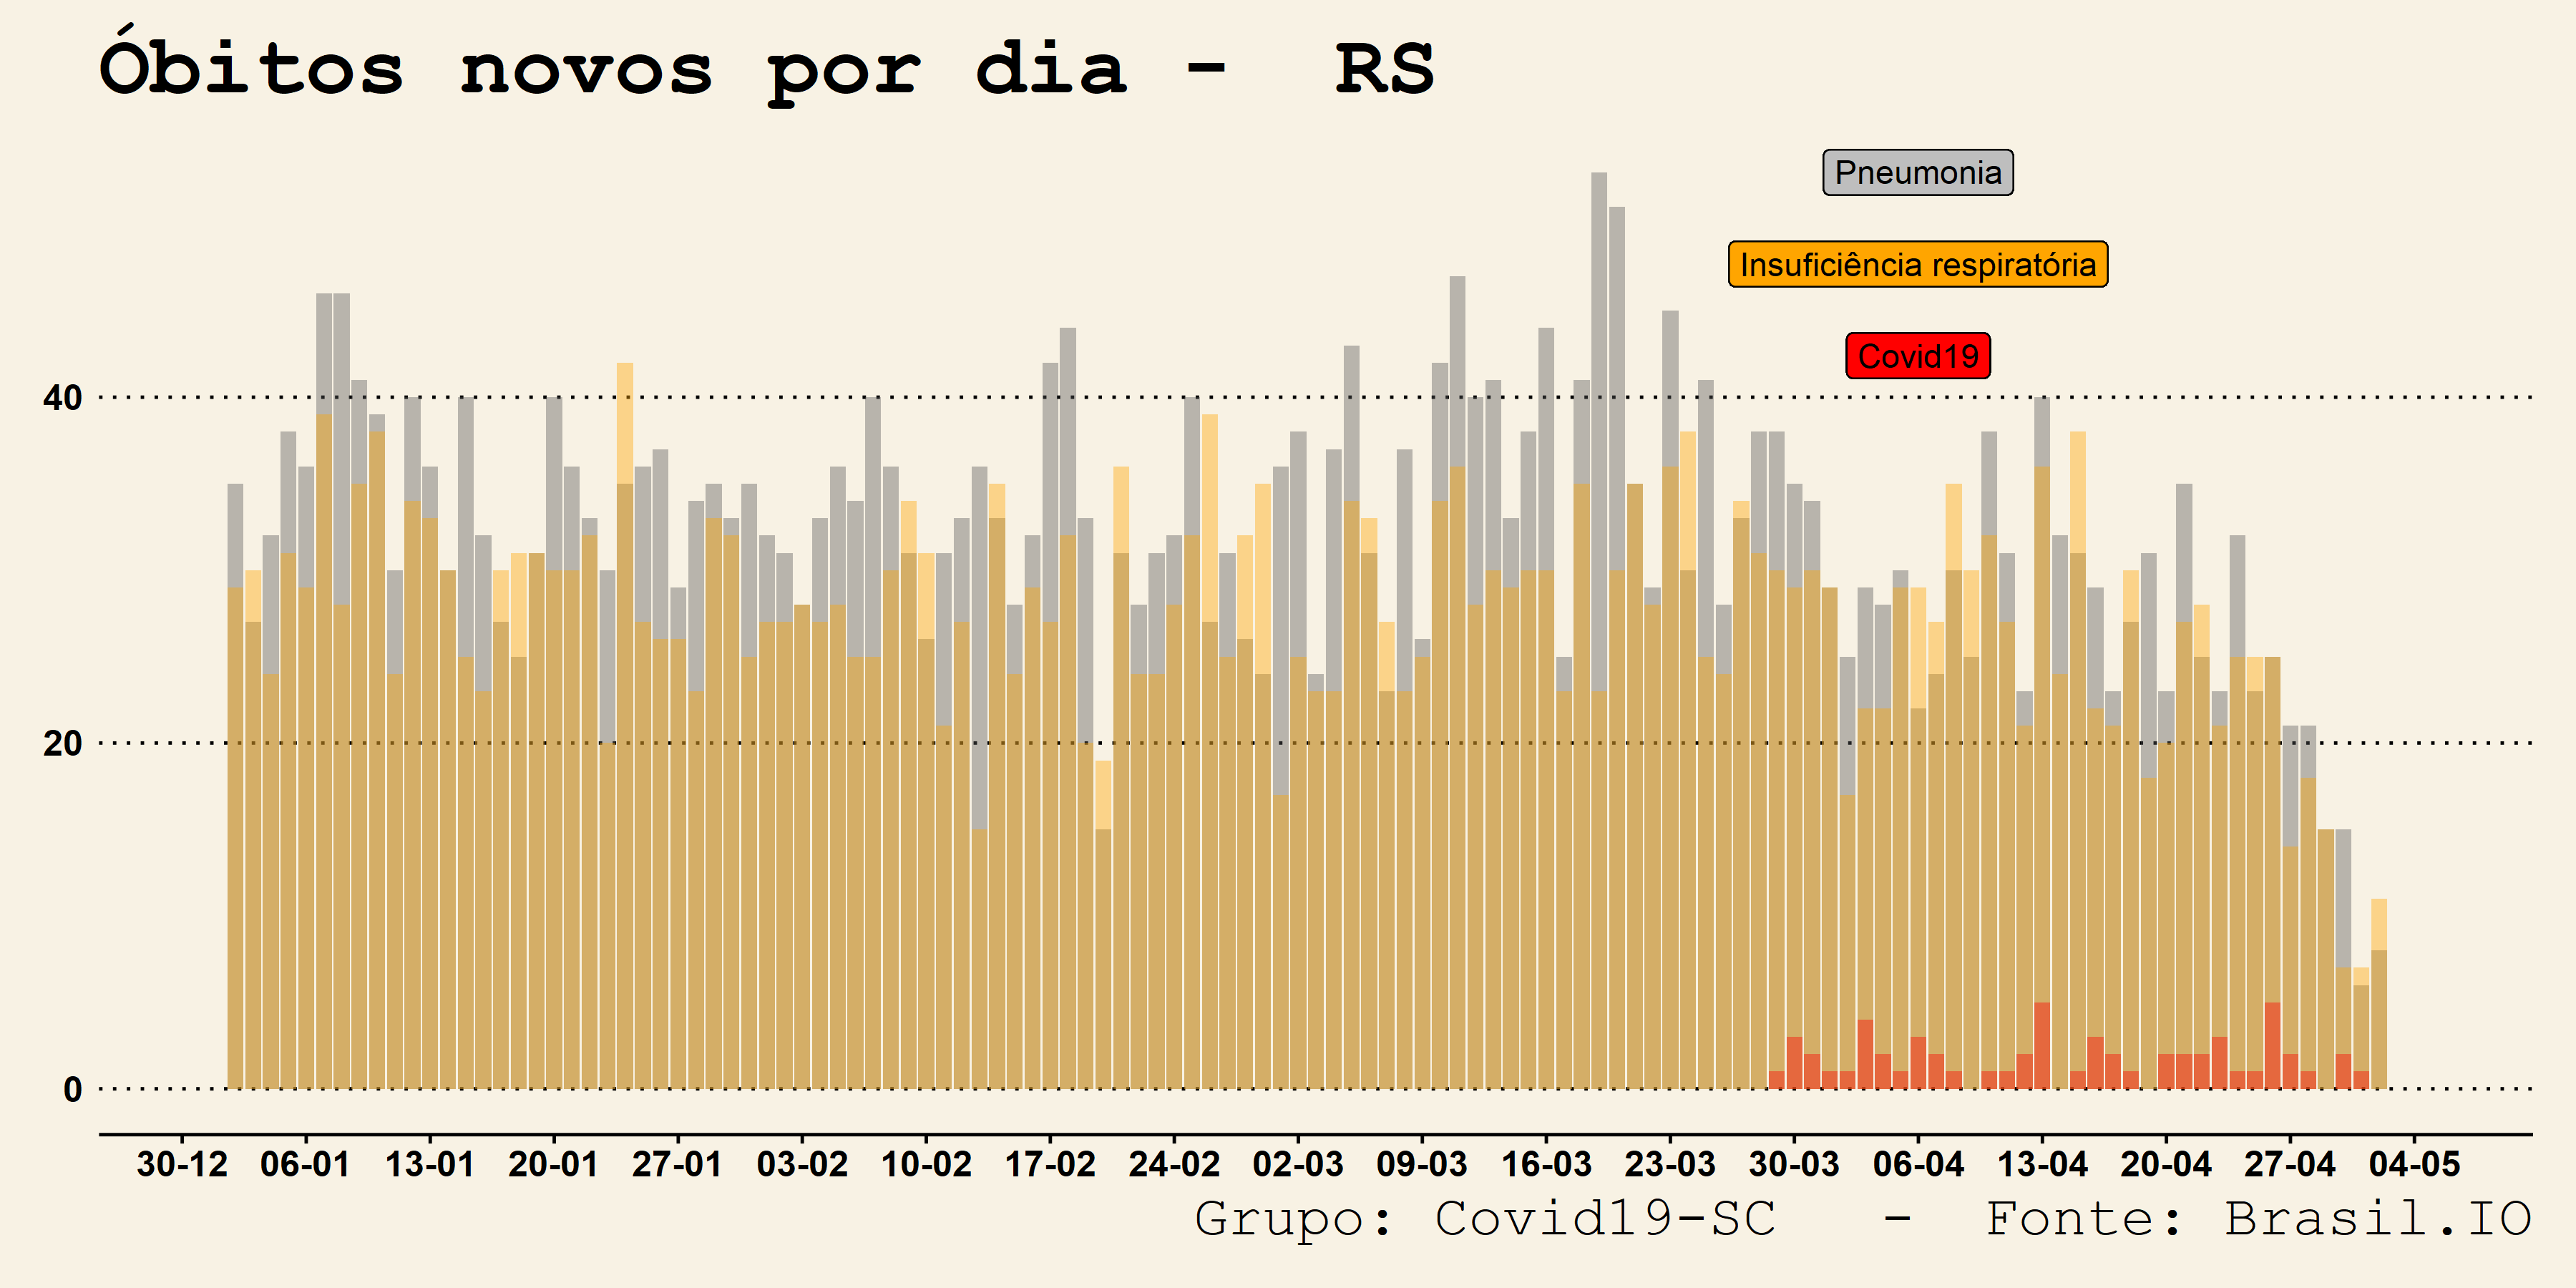 Óbitos novos por dia -  RS
Pneumonia
Insuficiência respiratória
Covid19
40
20
0
30-12 06-01 13-01 20-01 27-01 03-02 10-02 17-02 24-02 02-03 09-03 16-03 23-03 30-03 06-04 13-04 20-04 27-04 04-05
Grupo: Covid19-SC  -  Fonte: Brasil.IO